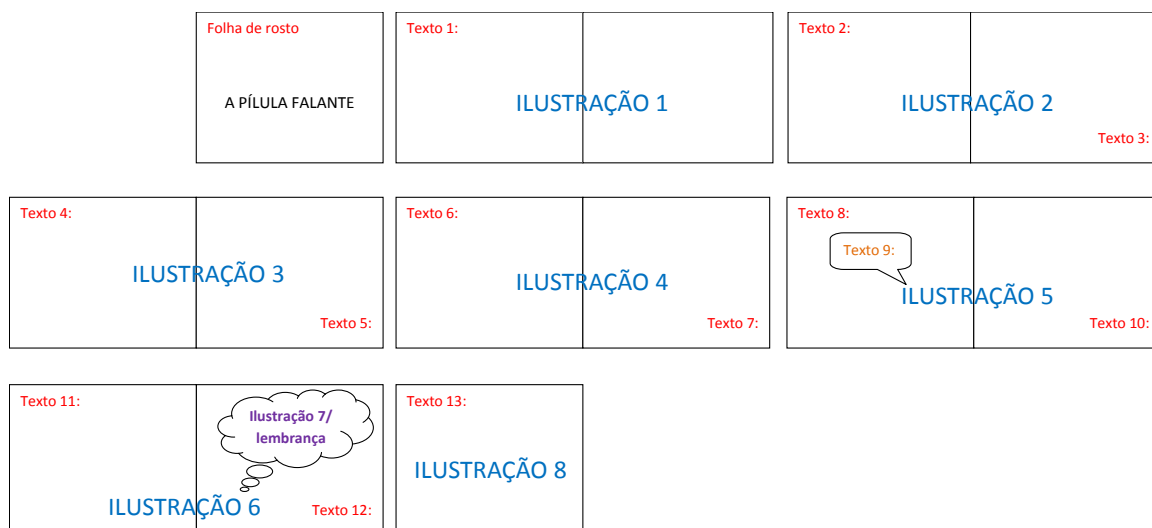 Folha de rosto
A PÍLULA FALANTE
Texto 1:
ILUSTRAÇÃO 1
Texto 2:
ILUSTRAÇÃO 2
Texto 3:
Texto 4:
ILUSTRAÇÃO 3
Texto 5:
Texto 6:
ILUSTRAÇÃO 4
Texto 7:
Texto 8:
Texto 9:
ILUSTRAÇÃO 5
Texto 10:
Texto 11:
Ilustração 7/
lembrança
ILUSTRAÇÃO 6
Texto 12:
Texto 13:
ILUSTRAÇÃO 8